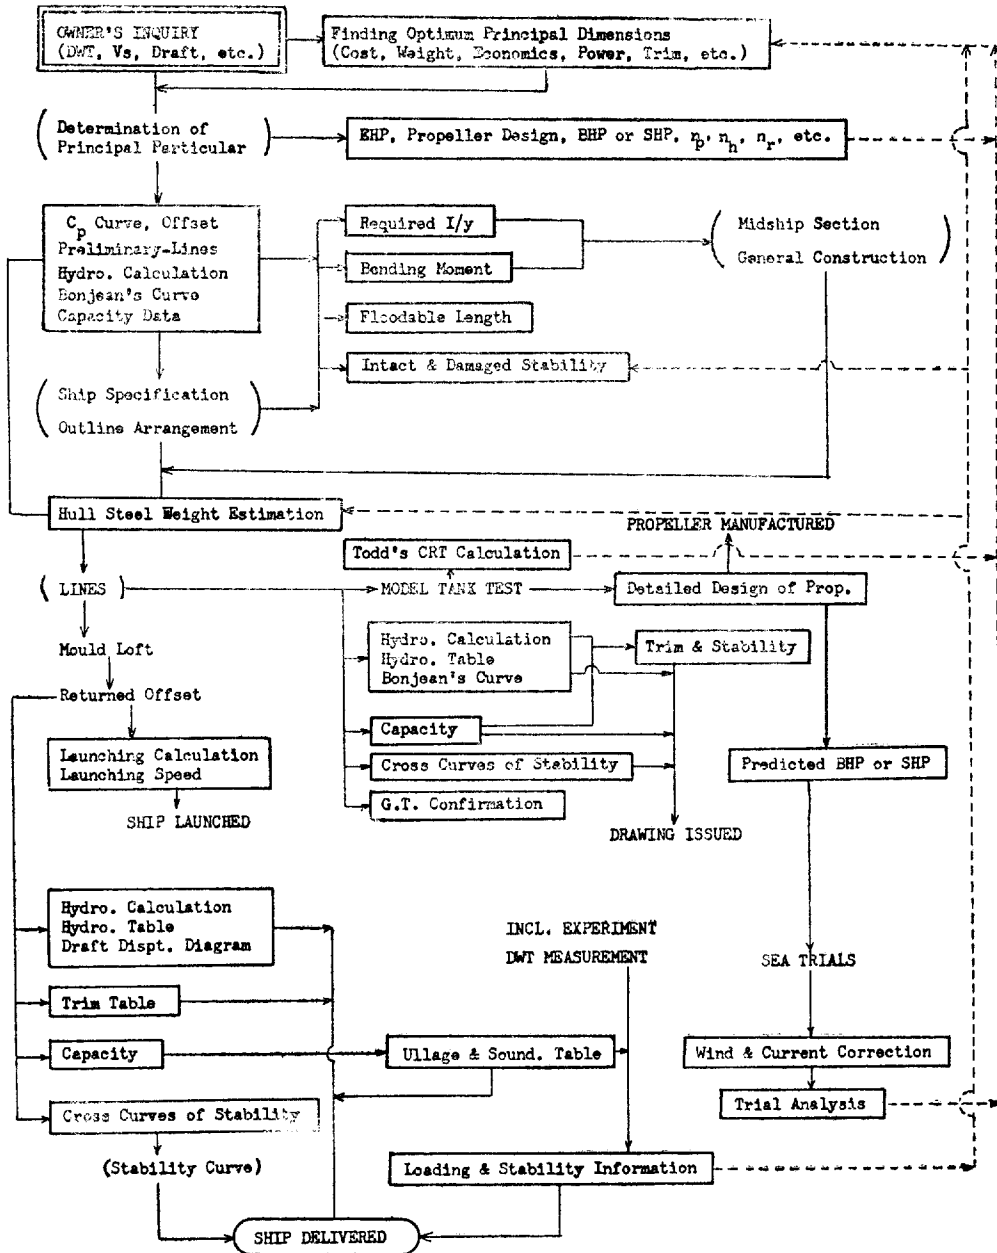 OWNER'S INQUIRY
(DWT, Vs, Draft, etc.)
Finding Optimum Principal Dimensions
(Cost, Weight, Economics, Power, Trim, etc.)
(Determination of
Principal Particular)
EHP, Propeller Design, BHP or SHP, ηp, ηh, ηr, etc.
Cp Curve, Offset
Preliminary-Lines
Hydro. Calculation
Bonjean's Curve
Capacity Data
Required I/y
Bending Moment
Floodable Length
Intact & Damaged Stability
(Midship Section
General Construction)
(Ship Specification
Outline Arrangement)
Hull Steel Weight Estimation
PROPELLER MANUFACTURED
Todd's CRT Calculation
(LINES)
MODEL TANK TEST
Detailed Design of Prop.
Mould Loft
Returned Offset
Hydro. Calculation
Hydro. Table
Bonjean's Curve
Trim & Stability
Capacity
Cross Curves of Stability
G.T. Confirmation
Launching Calculation
Launching Speed
SHIP LAUNCHED
Predicted BHP or SHP
DRAWING ISSUED
Hydro. Calculation
Hydro. Table
Draft Dispt. Diagram
INCL. EXPERIMENT
DWT MEASUREMENT
SEA TRIALS
Trim Table
Capacity
Ullage & Sound. Table
Wind & Current Correction
Trial Analysis
Cross Curves of Stability
(Stability Curve)
Loading & Stability Information
SHIP DELIVERED